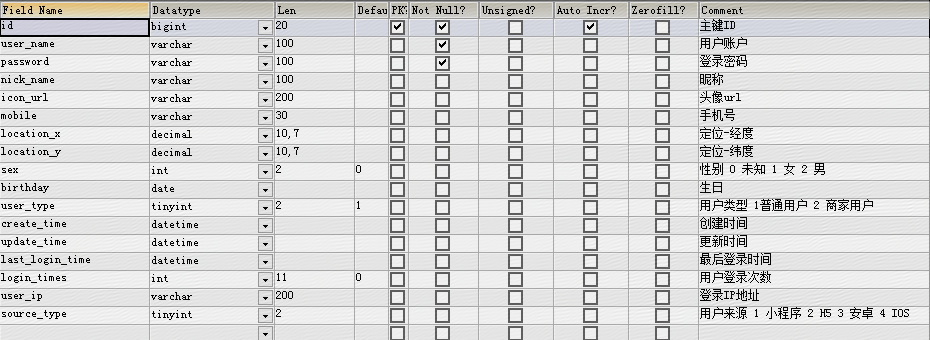 Field Name Datatype Len Defau PK? Not Null? Unsigned? Auto Incr? Zerofill? Comment
id bigint 20 主键ID
user_name varchar 100 用户账户
password varchar 100 登录密码
nick_name varchar 100 昵称
icon_url varchar 200 头像url
mobile varchar 30 手机号
location_x decimal 10,7 定位-经度
location_y decimal 10,7 定位-纬度
sex int 2 0 性别 0 未知 1 女 2 男
birthday date 生日
user_type tinyint 2 1 用户类型 1普通用户 2 商家用户
create_time datetime 创建时间
update_time datetime 更新时间
last_login_time datetime 最后登录时间
login_times int 11 0 用户登录次数
user_ip varchar 200 登录IP地址
source_type tinyint 2 用户来源 1 小程序 2 H5 3 安卓 4 IOS